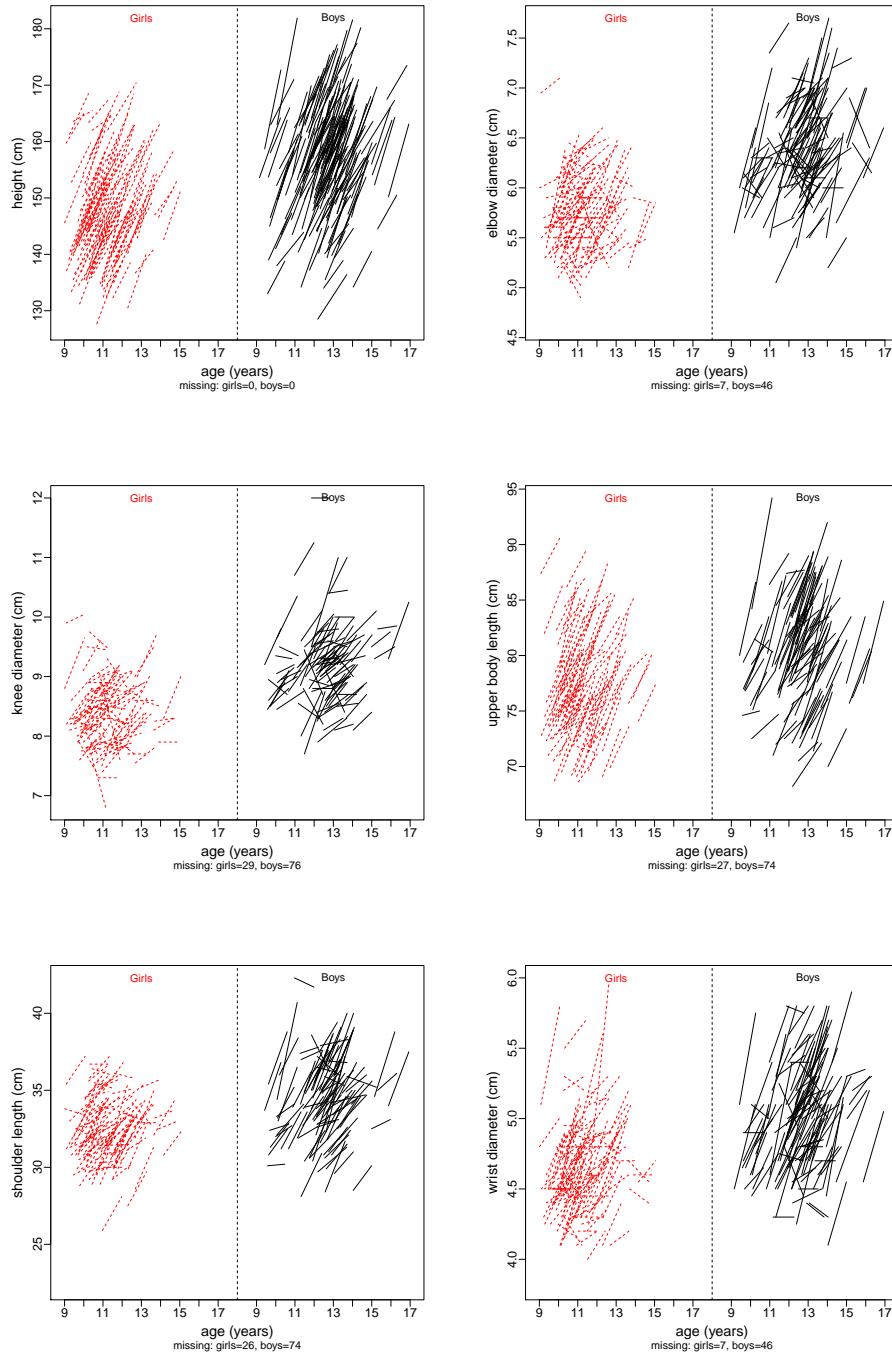 height (cm)
180
170
160
150
140
130
Girls
Boys
9 11 13 15 17 9 11 13 15 17
age (years)
missing: girls=0, boys=0
elbow diameter (cm)
7.5
7.0
6.5
6.0
5.5
5.0
4.5
Girls
Boys
9 11 13 15 17 9 11 13 15 17
age (years)
missing: girls=7, boys=46
knee diameter (cm)
12
11
10
9
8
7
Girls
Boys
9 11 13 15 17 9 11 13 15 17
age (years)
missing: girls=29, boys=76
upper body length (cm)
95
90
85
80
75
70
Girls
Boys
9 11 13 15 17 9 11 13 15 17
age (years)
missing: girls=27, boys=74
shoulder length (cm)
40
35
30
25
Girls
Boys
9 11 13 15 17 9 11 13 15 17
age (years)
missing: girls=26, boys=74
wrist diameter (cm)
6.0
5.5
5.0
4.5
4.0
Girls
Boys
9 11 13 15 17 9 11 13 15 17
age (years)
missing: girls=7, boys=46